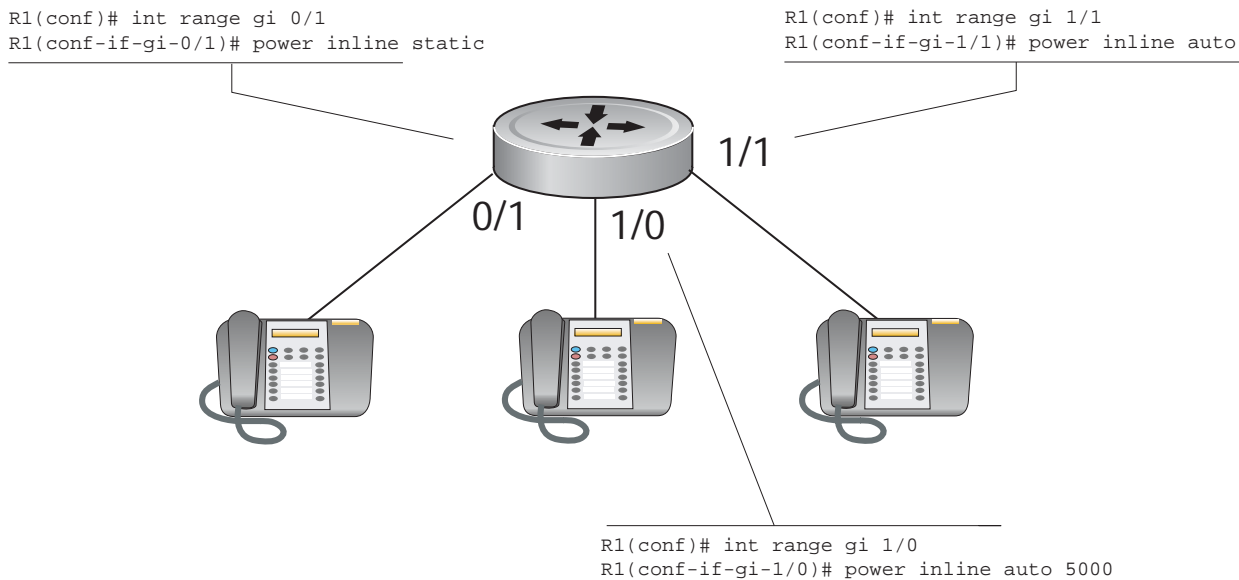 R1(conf)# int range gi 0/1
R1(conf-if-gi-0/1)# power inline static
R1(conf)# int range gi 1/1
R1(conf-if-gi-1/1)# power inline auto
1/1
0/1
1/0
R1(conf)# int range gi 1/0
R1(conf-if-gi-1/0)# power inline auto 5000